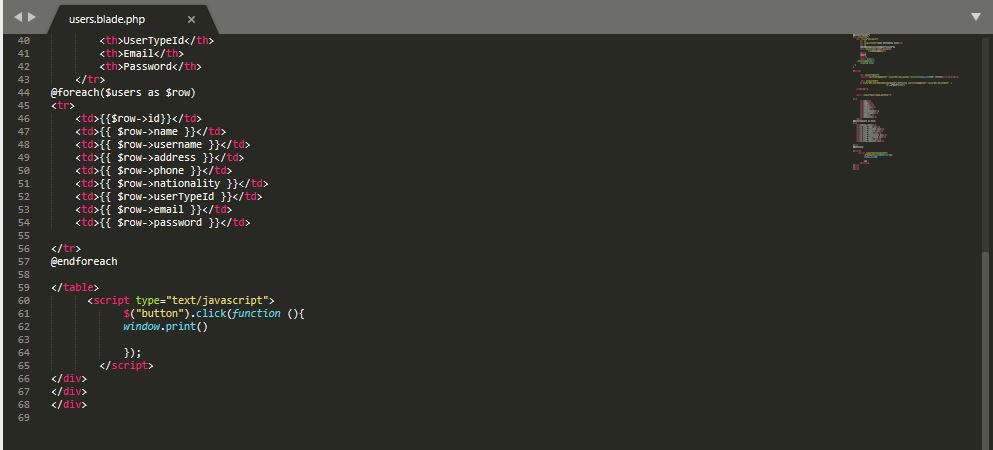 users.blade.php ×
40 <th>UserTypeId</th>
41 <th>Email</th>
42 <th>Password</th>
43 </tr>
44 @foreach($users as $row)
45 <tr>
46 <td>{{$row->id}}</td>
47 <td>{{ $row->name }}</td>
48 <td>{{ $row->username }}</td>
49 <td>{{ $row->address }}</td>
50 <td>{{ $row->phone }}</td>
51 <td>{{ $row->nationality }}</td>
52 <td>{{ $row->userTypeId }}</td>
53 <td>{{ $row->email }}</td>
54 <td>{{ $row->password }}</td>
55
56 </tr>
57 @endforeach
58
59 </table>
60 <script type="text/javascript">
61 $("button").click(function (){
62 window.print()
63
64 });
65 </script>
66 </div>
67 </div>
68 </div>
69